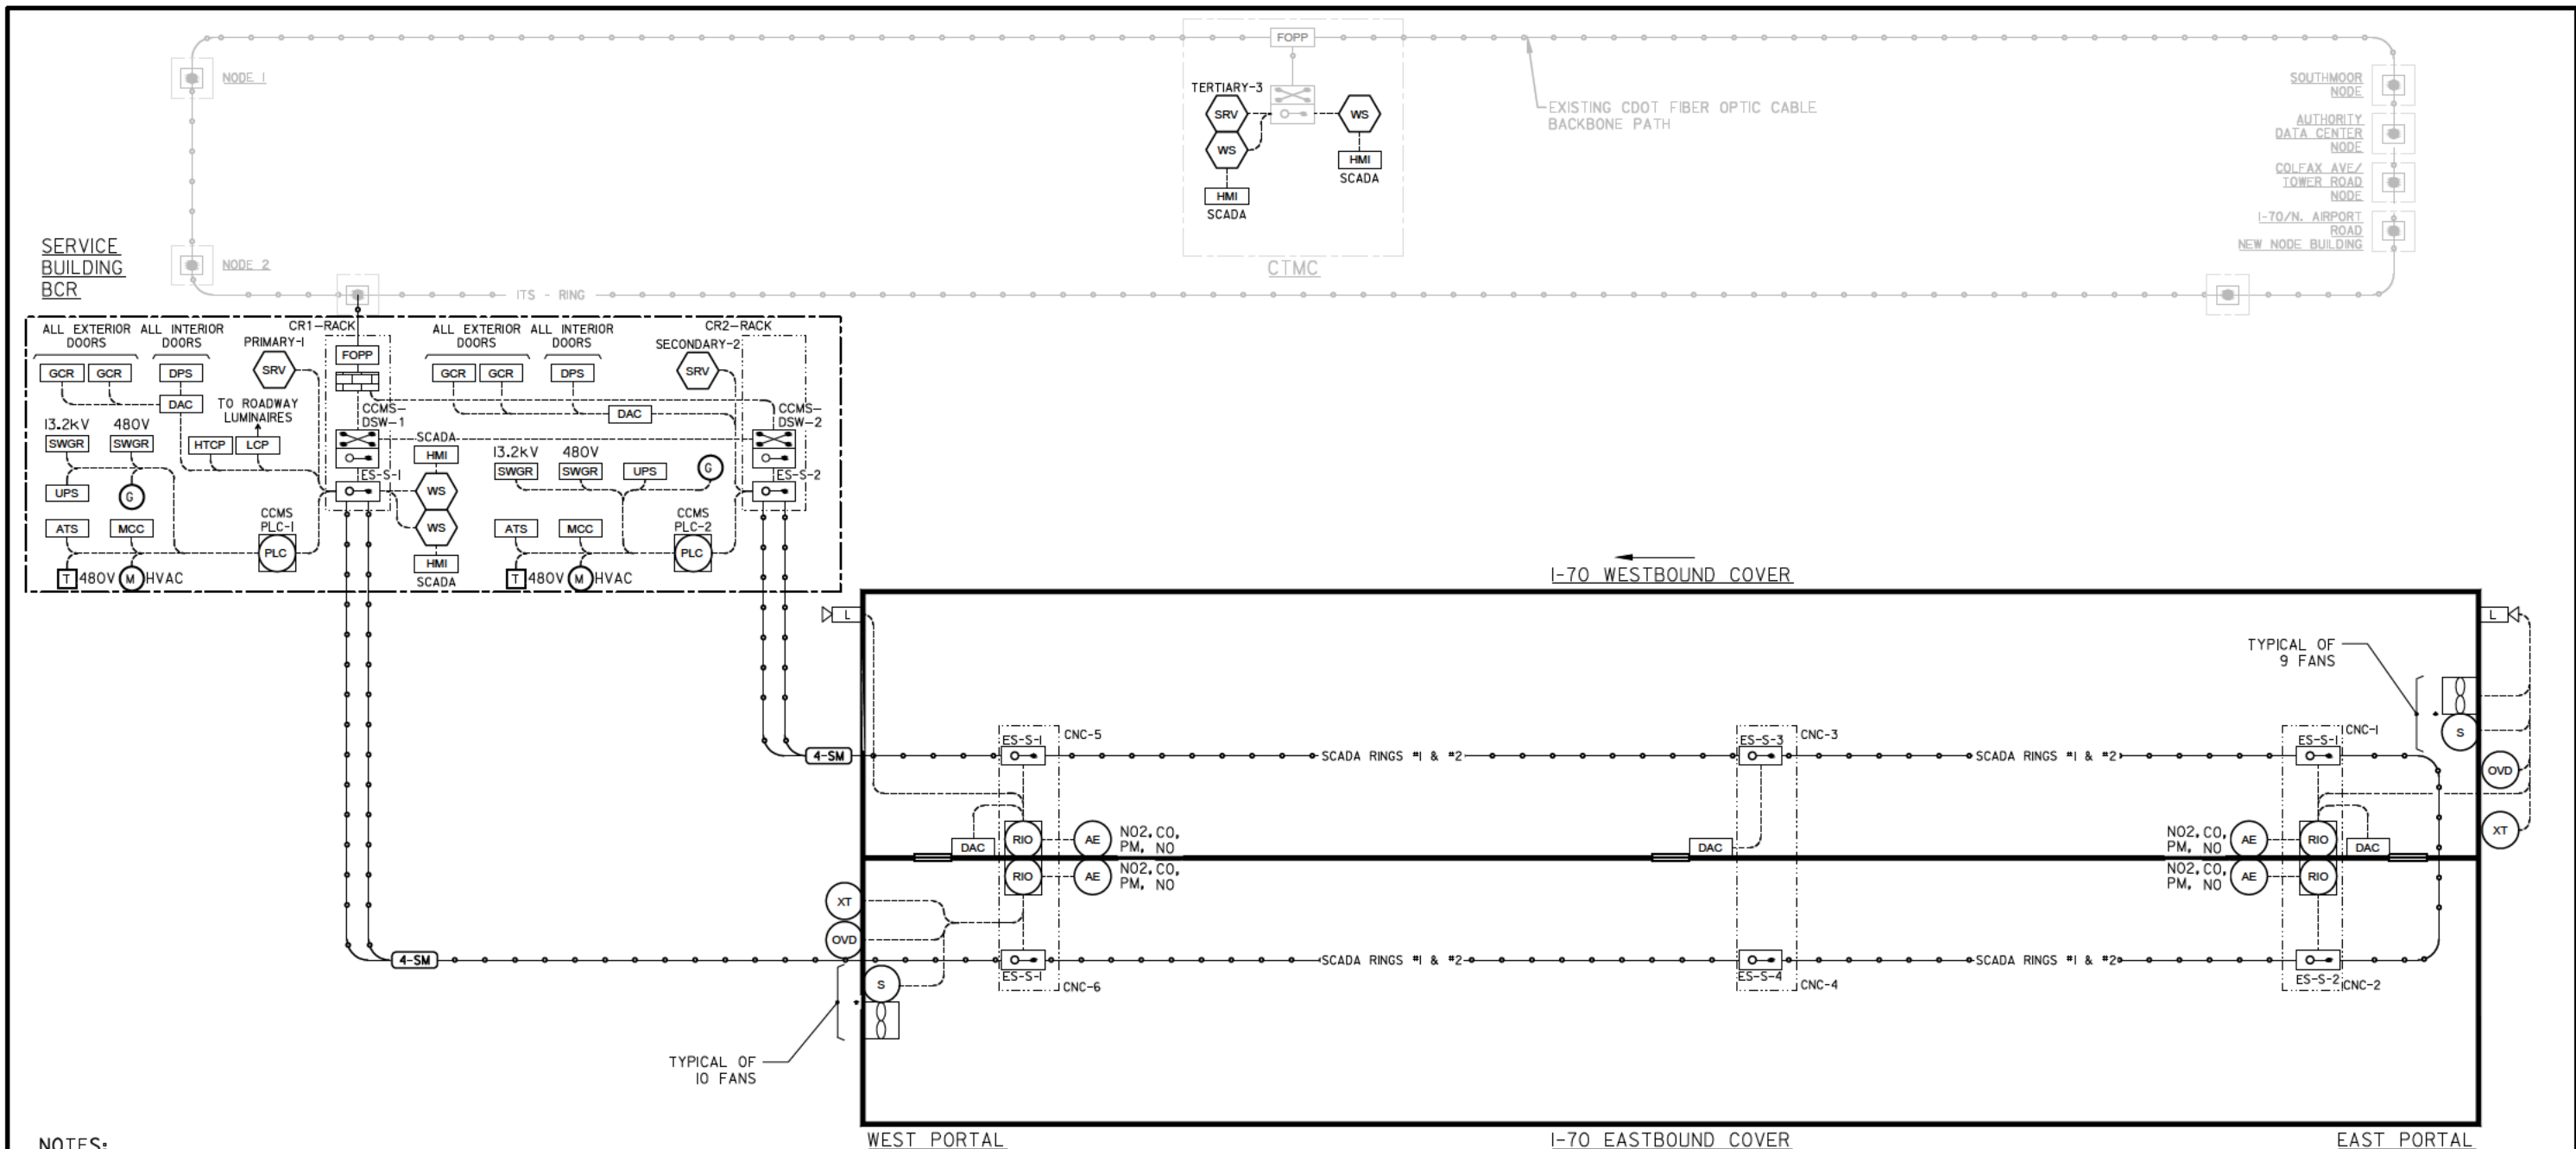 FOPP
NODE 1
SOUTHMOOR
NODE
TERTIARY-3
SRV
WS
WS
HMI
SCADA
HMI
SCADA
EXISTING CDOT FIBER OPTIC CABLE
BACKBONE PATH
AUTHORITY
DATA CENTER
NODE
COLFAX AVE/
TOWER ROAD
NODE
I-70/N. AIRPORT
ROAD
NEW NODE BUILDING
SERVICE
BUILDING
BCR
NODE 2
CTMC
ITS - RING
ALL EXTERIOR
DOORS
ALL INTERIOR
DOORS
CR1-RACK
PRIMARY-1
GCR
GCR
DPS
SRV
FOPP
DAC
TO ROADWAY
LUMINAIRES
CCMS-
DSW-1
13.2kV
480V
SWGR
SWGR
HTCP
LCP
SCADA
HMI
ES-S-1
UPS
G
WS
WS
CCMS
PLC-1
ATS
MCC
PLC
HMI
SCADA
T
480V
M
HVAC
ALL EXTERIOR
DOORS
ALL INTERIOR
DOORS
CR2-RACK
SECONDARY-2
GCR
GCR
DPS
SRV
DAC
CCMS-
DSW-2
13.2kV
480V
SWGR
SWGR
UPS
G
ES-S-2
CCMS
PLC-2
ATS
MCC
PLC
T
480V
M
HVAC
I-70 WESTBOUND COVER
L
L
TYPICAL OF
9 FANS
S
OVD
XT
4-SM
ES-S-1
CNC-5
SCADA RINGS #1 & #2
ES-S-3
CNC-3
SCADA RINGS #1 & #2
ES-S-1
CNC-1
DAC
RIO
AE
NO2, CO,
PM, NO
DAC
NO2, CO,
PM, NO
AE
RIO
DAC
RIO
AE
NO2, CO,
PM, NO
NO2, CO,
PM, NO
AE
RIO
XT
OVD
S
4-SM
ES-S-1
CNC-6
SCADA RINGS #1 & #2
ES-S-4
CNC-4
SCADA RINGS #1 & #2
ES-S-2
CNC-2
TYPICAL OF
10 FANS
NOTES:
WEST PORTAL
I-70 EASTBOUND COVER
EAST PORTAL